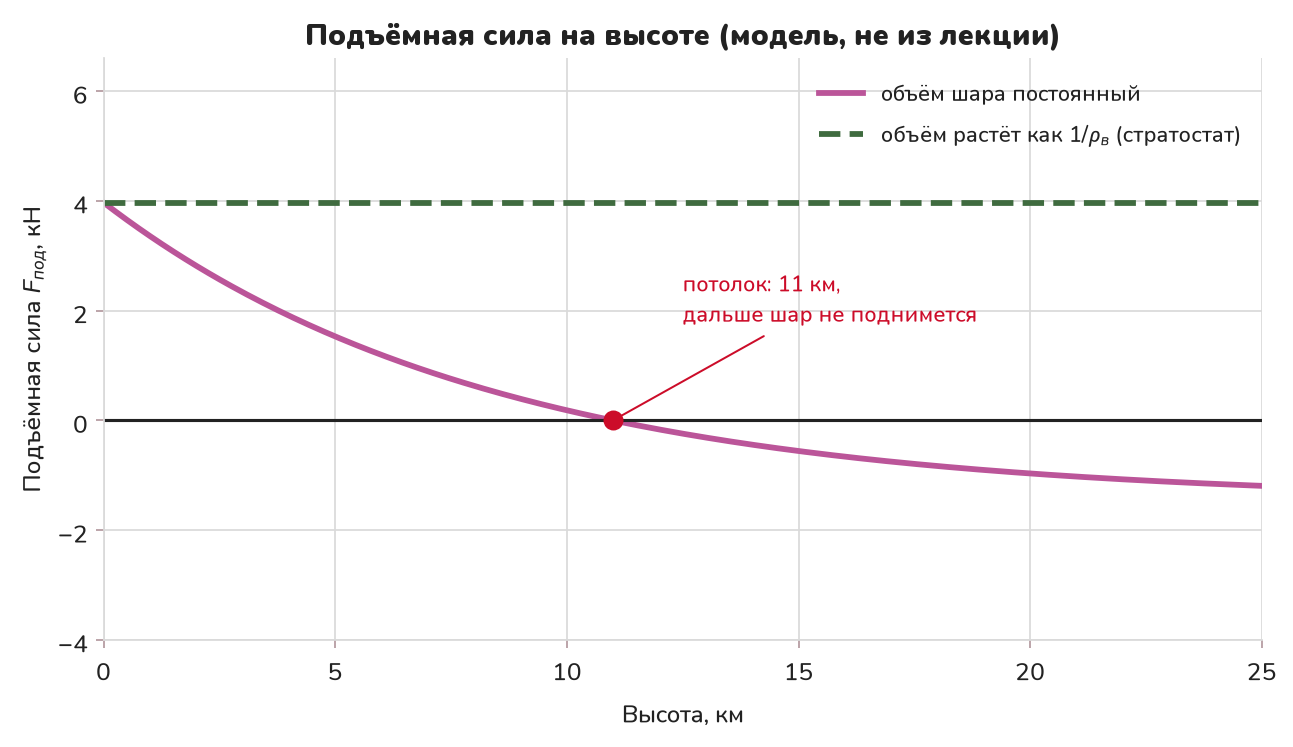 Подъёмная сила на высоте (модель, не из лекции)
объём шара постоянный
объём растёт как 1/ρв (стратостат)
Подъёмная сила Fпод, кН
6
4
2
0
−2
−4
потолок: 11 км,
дальше шар не поднимется
0 5 10 15 20 25
Высота, км